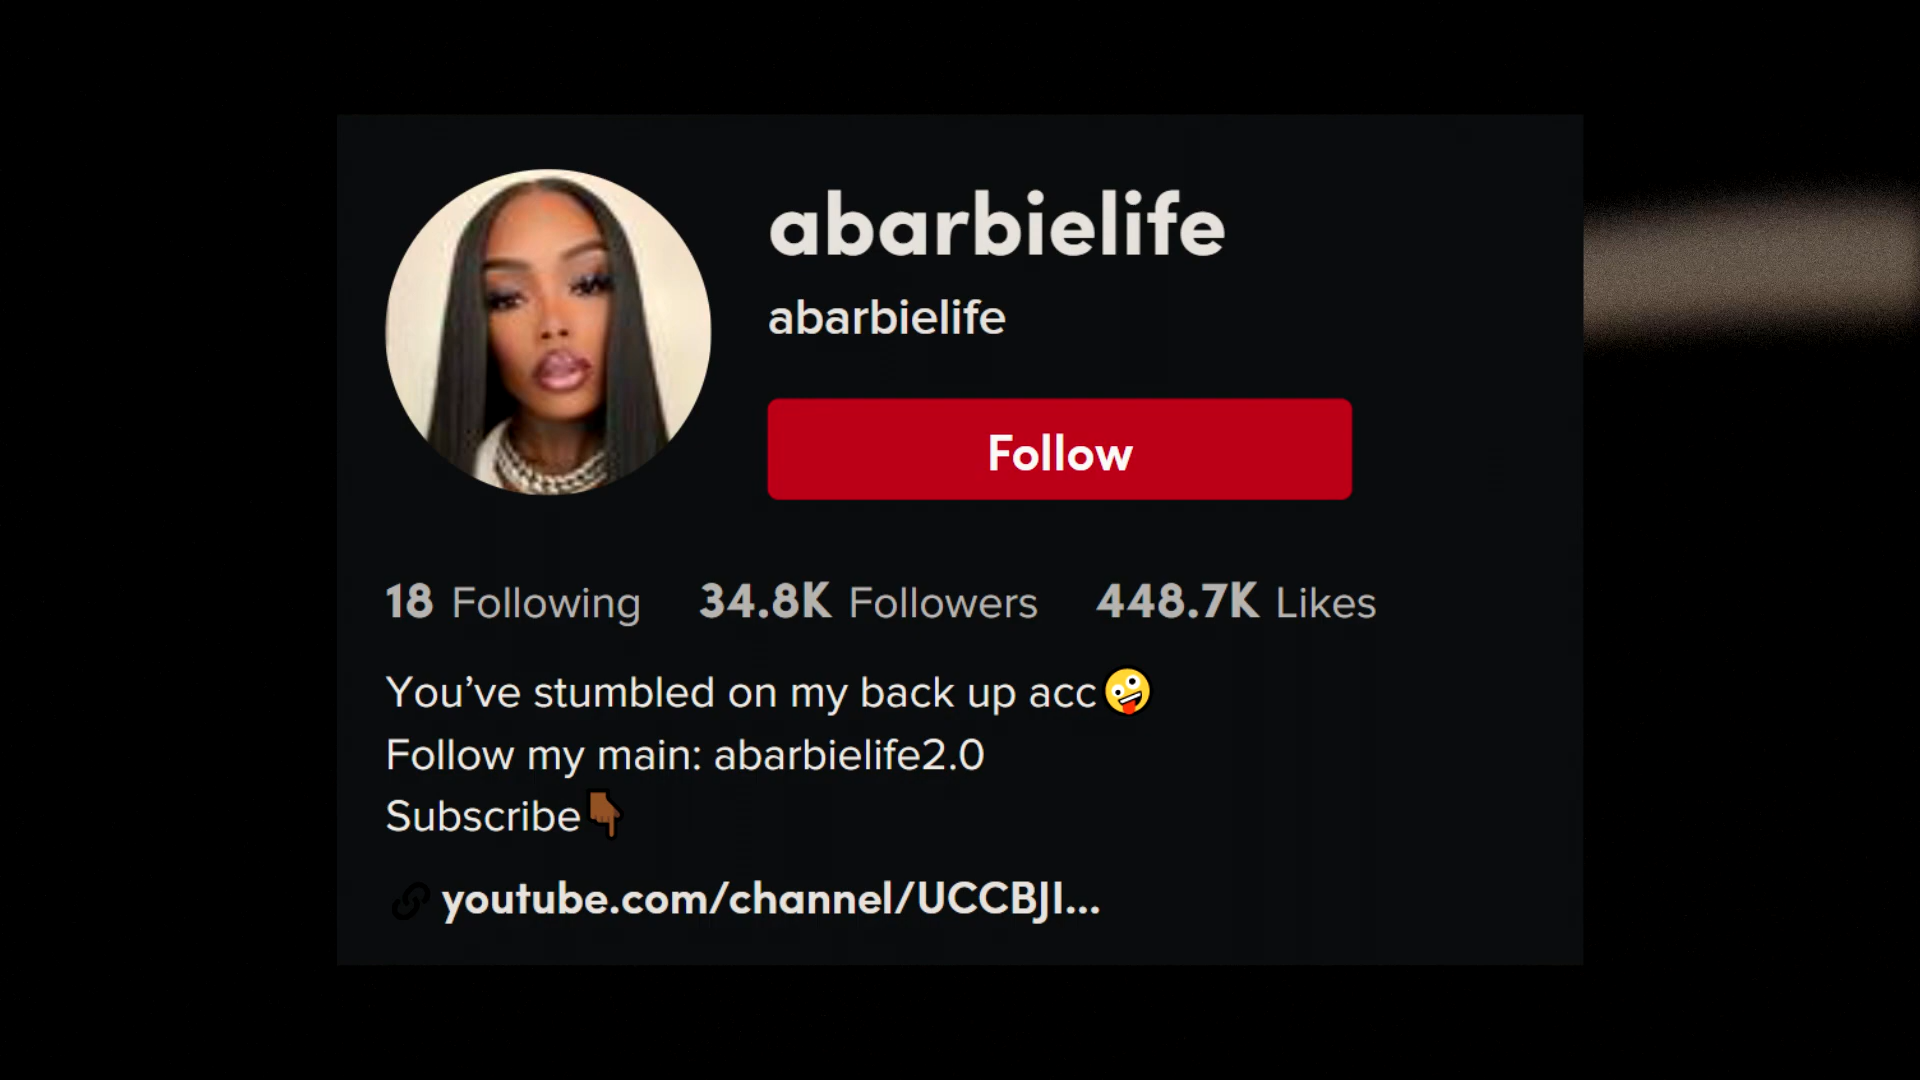 abarbielife
abarbielife
Follow
18 Following 34.8K Followers 448.7K Likes
You’ve stumbled on my back up acc🤪
Follow my main: abarbielife2.0
Subscribe👇🏾
youtube.com/channel/UCCBJI...